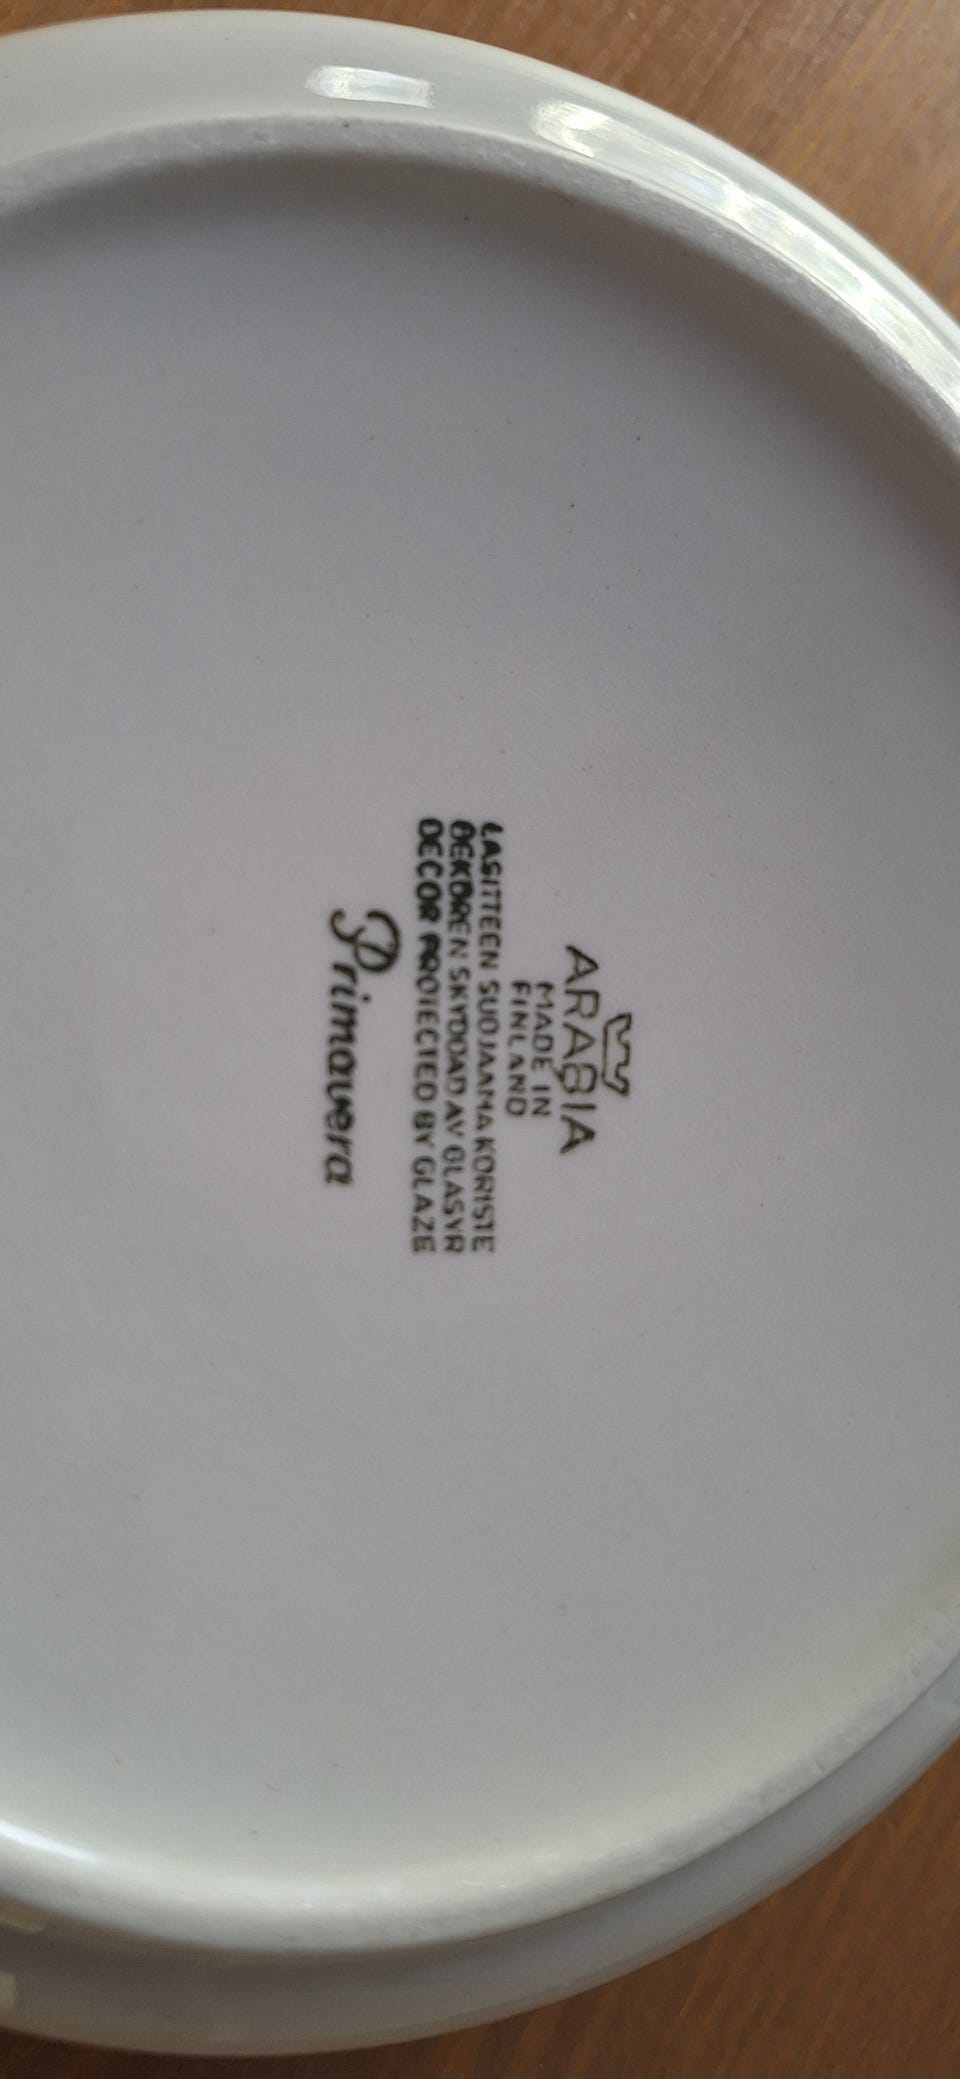 ARABIA
MADE IN
FINLAND
LASITTEEN SUOJAAMA KORISTE
DEKOREN SKYDDAD AV GLASYR
DECOR PROTECTED BY GLAZE
Primavera